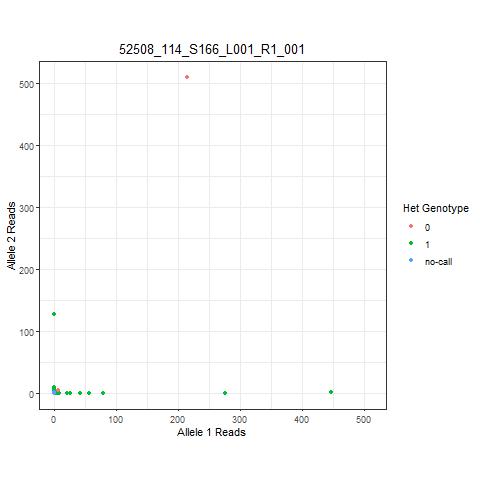 52508_114_S166_L001_R1_001
500
400
300
200
100
0
Allele 2 Reads
0 100 200 300 400 500
Allele 1 Reads
Het Genotype
0
1
no-call